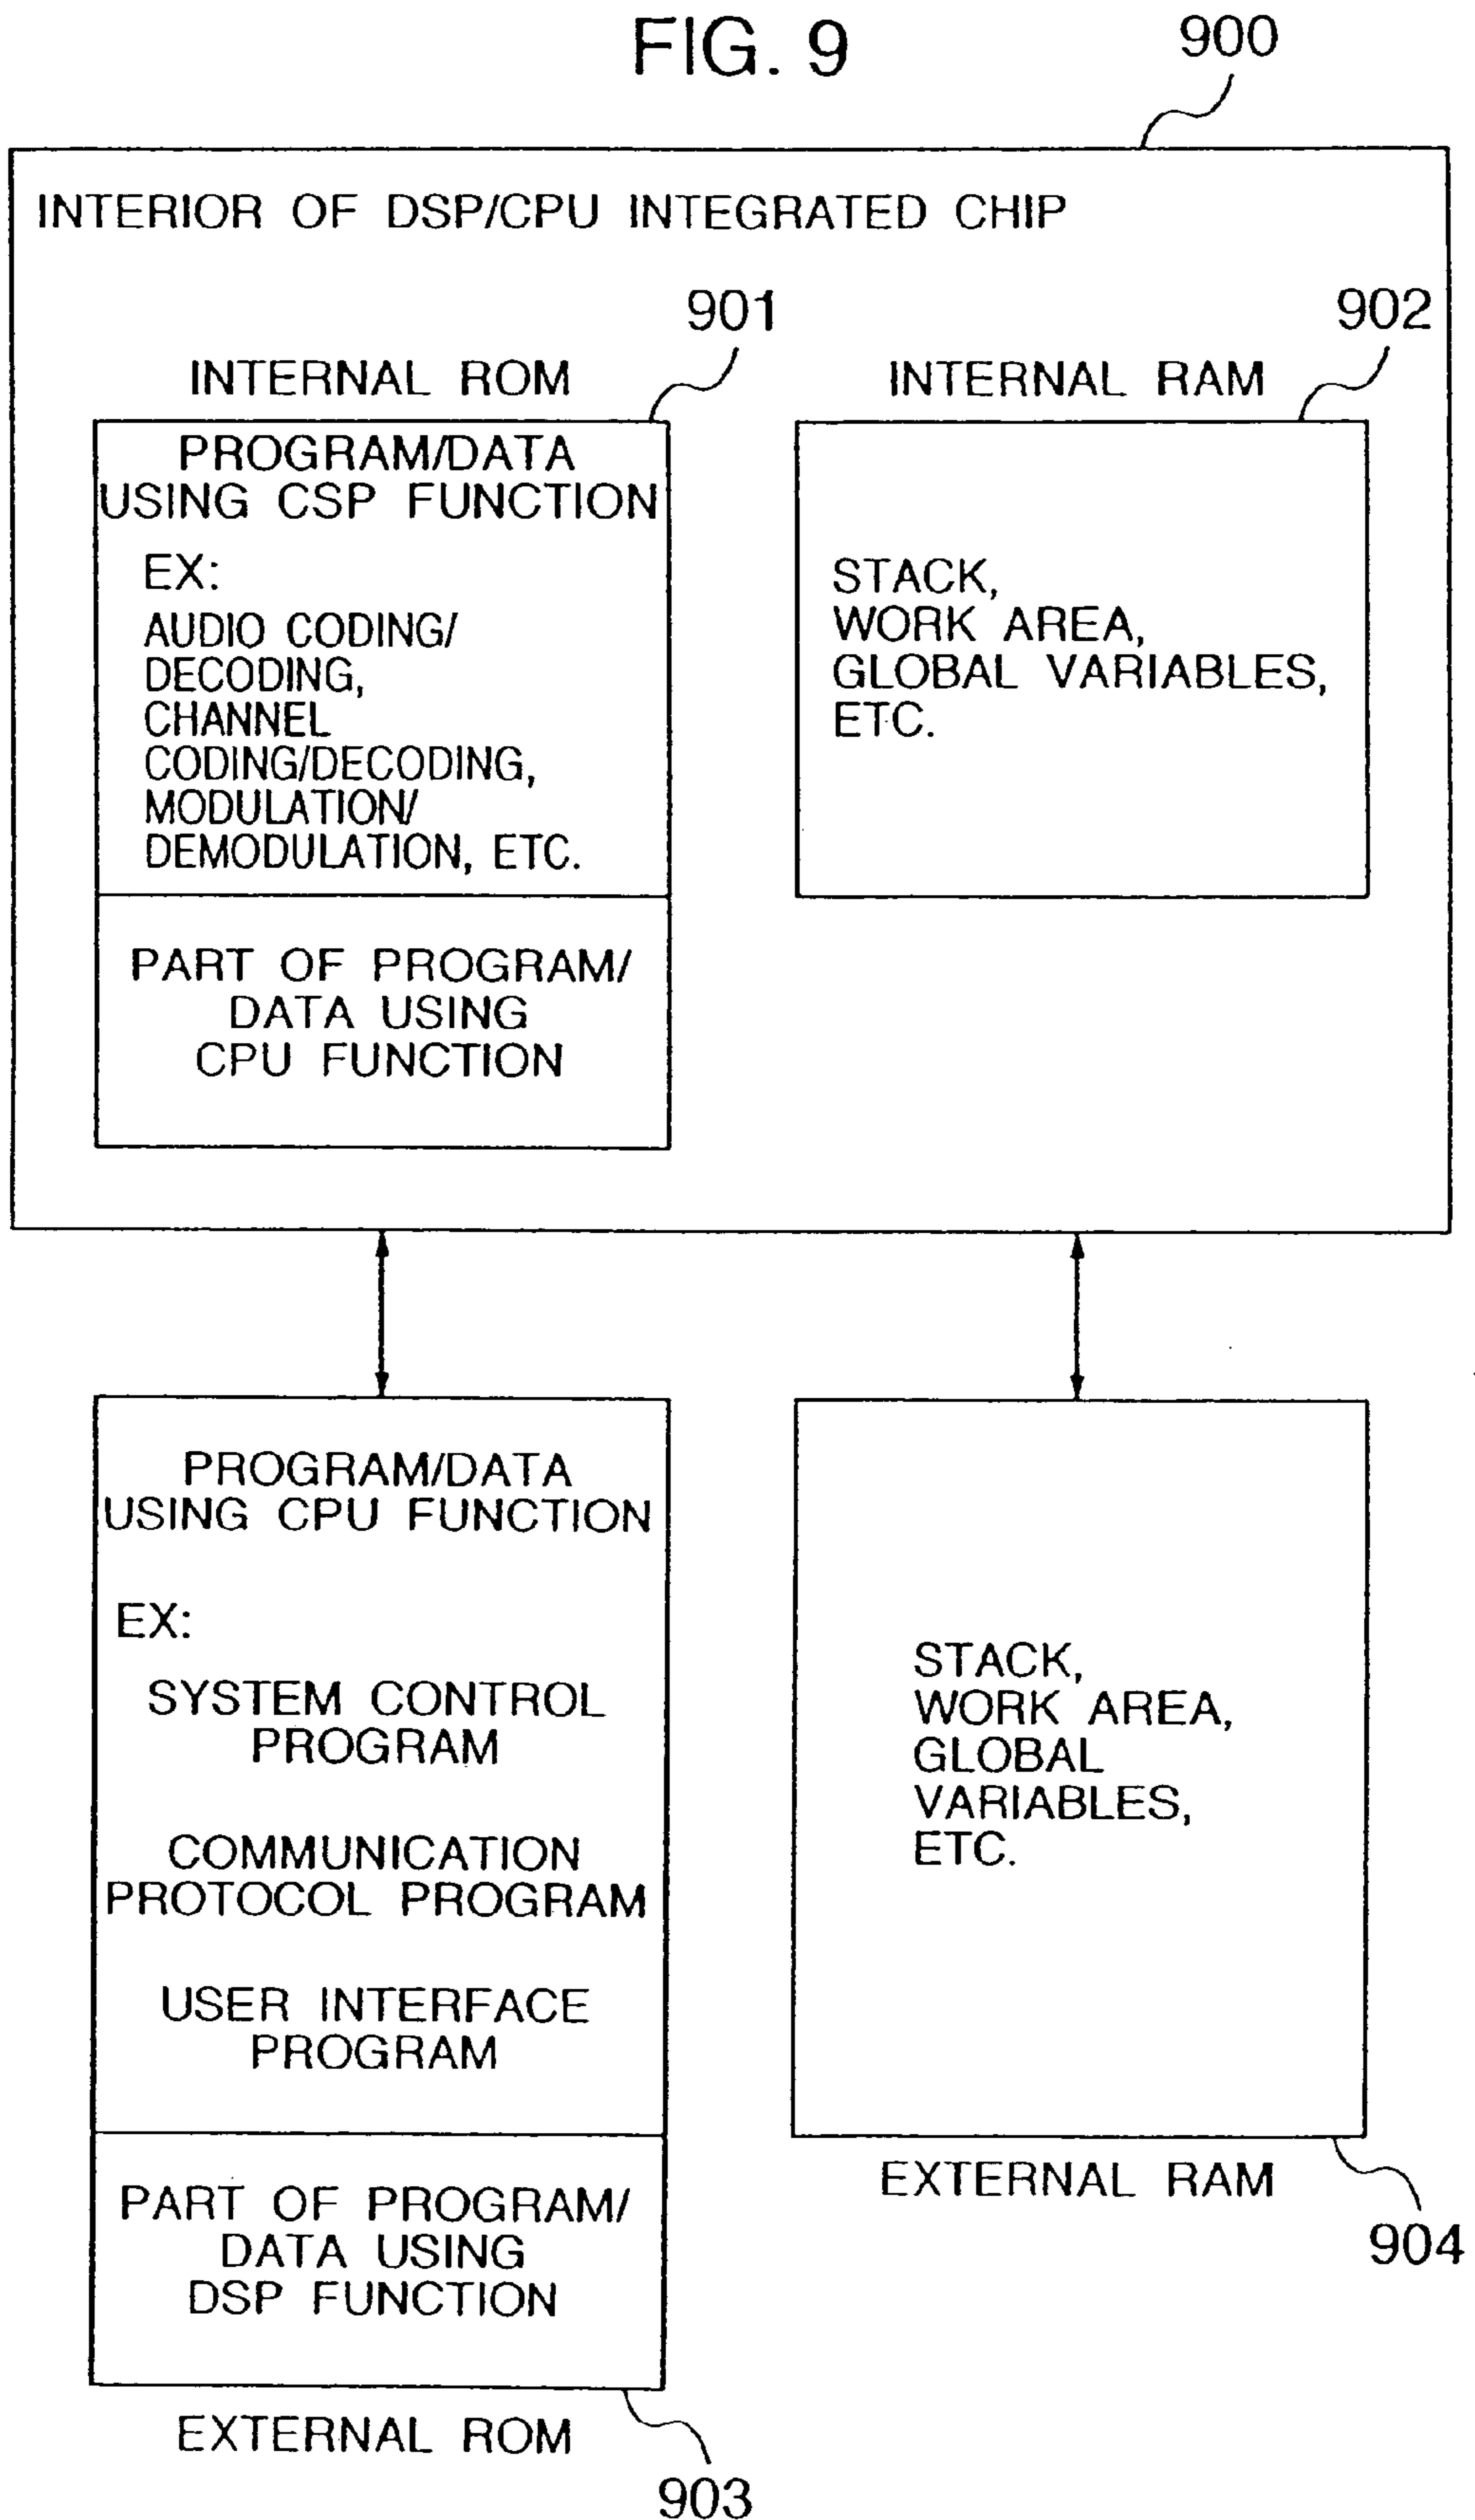 FIG. 9
900
INTERIOR OF DSP/CPU INTEGRATED CHIP
901
902
INTERNAL ROM
INTERNAL RAM
PROGRAM/DATA
USING CSP FUNCTION
EX:
AUDIO CODING/
DECODING,
CHANNEL
CODING/DECODING,
MODULATION/
DEMODULATION, ETC.
PART OF PROGRAM/
DATA USING
CPU FUNCTION
STACK,
WORK AREA,
GLOBAL VARIABLES,
ETC.
PROGRAM/DATA
USING CPU FUNCTION
EX:
SYSTEM CONTROL
PROGRAM
COMMUNICATION
PROTOCOL PROGRAM
USER INTERFACE
PROGRAM
PART OF PROGRAM/
DATA USING
DSP FUNCTION
EXTERNAL ROM
903
STACK,
WORK AREA,
GLOBAL
VARIABLES,
ETC.
EXTERNAL RAM
904